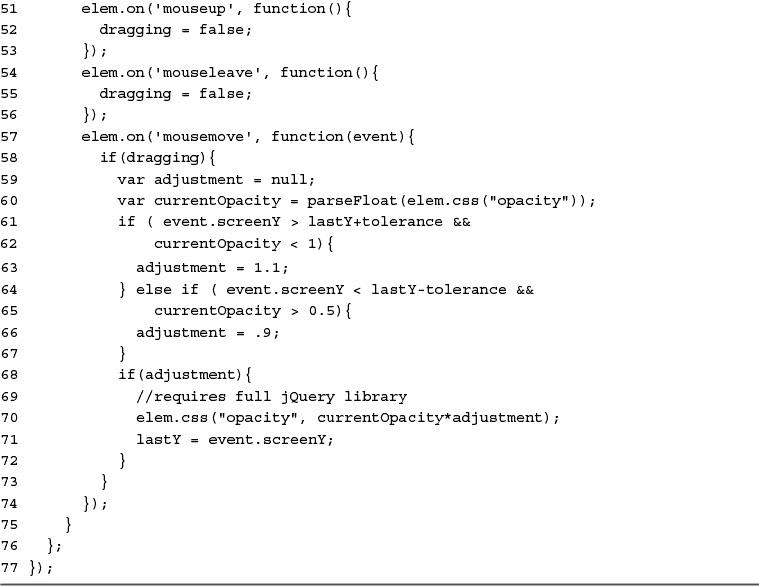 51       elem.on('mouseup', function(){
52         dragging = false;
53       });
54       elem.on('mouseleave', function(){
55         dragging = false;
56       });
57       elem.on('mousemove', function(event){
58         if(dragging){
59           var adjustment = null;
60           var currentOpacity = parseFloat(elem.css("opacity"));
61           if ( event.screenY > lastY+tolerance &&
62               currentOpacity < 1){
63             adjustment = 1.1;
64           } else if ( event.screenY < lastY-tolerance &&
65               currentOpacity > 0.5){
66             adjustment = .9;
67           }
68           if(adjustment){
69             //requires full jQuery library
70             elem.css("opacity", currentOpacity*adjustment);
71             lastY = event.screenY;
72           }
73         }
74       });
75     }
76   };
77 });